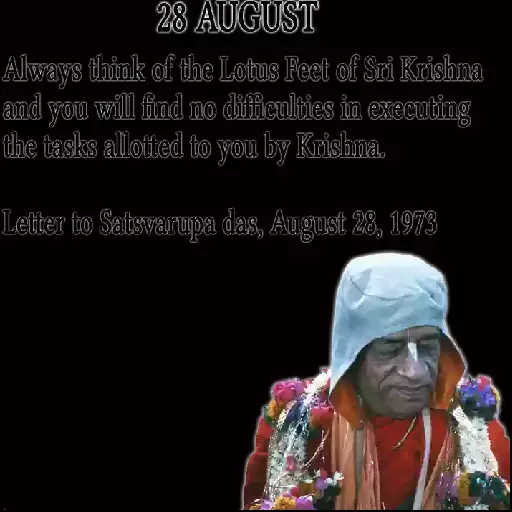 28 AUGUST
Always think of the Lotus Feet of Sri Krishna
and you will find no difficulties in executing
the tasks allotted to you by Krishna.
Letter to Satsvarupa das, August 28, 1973